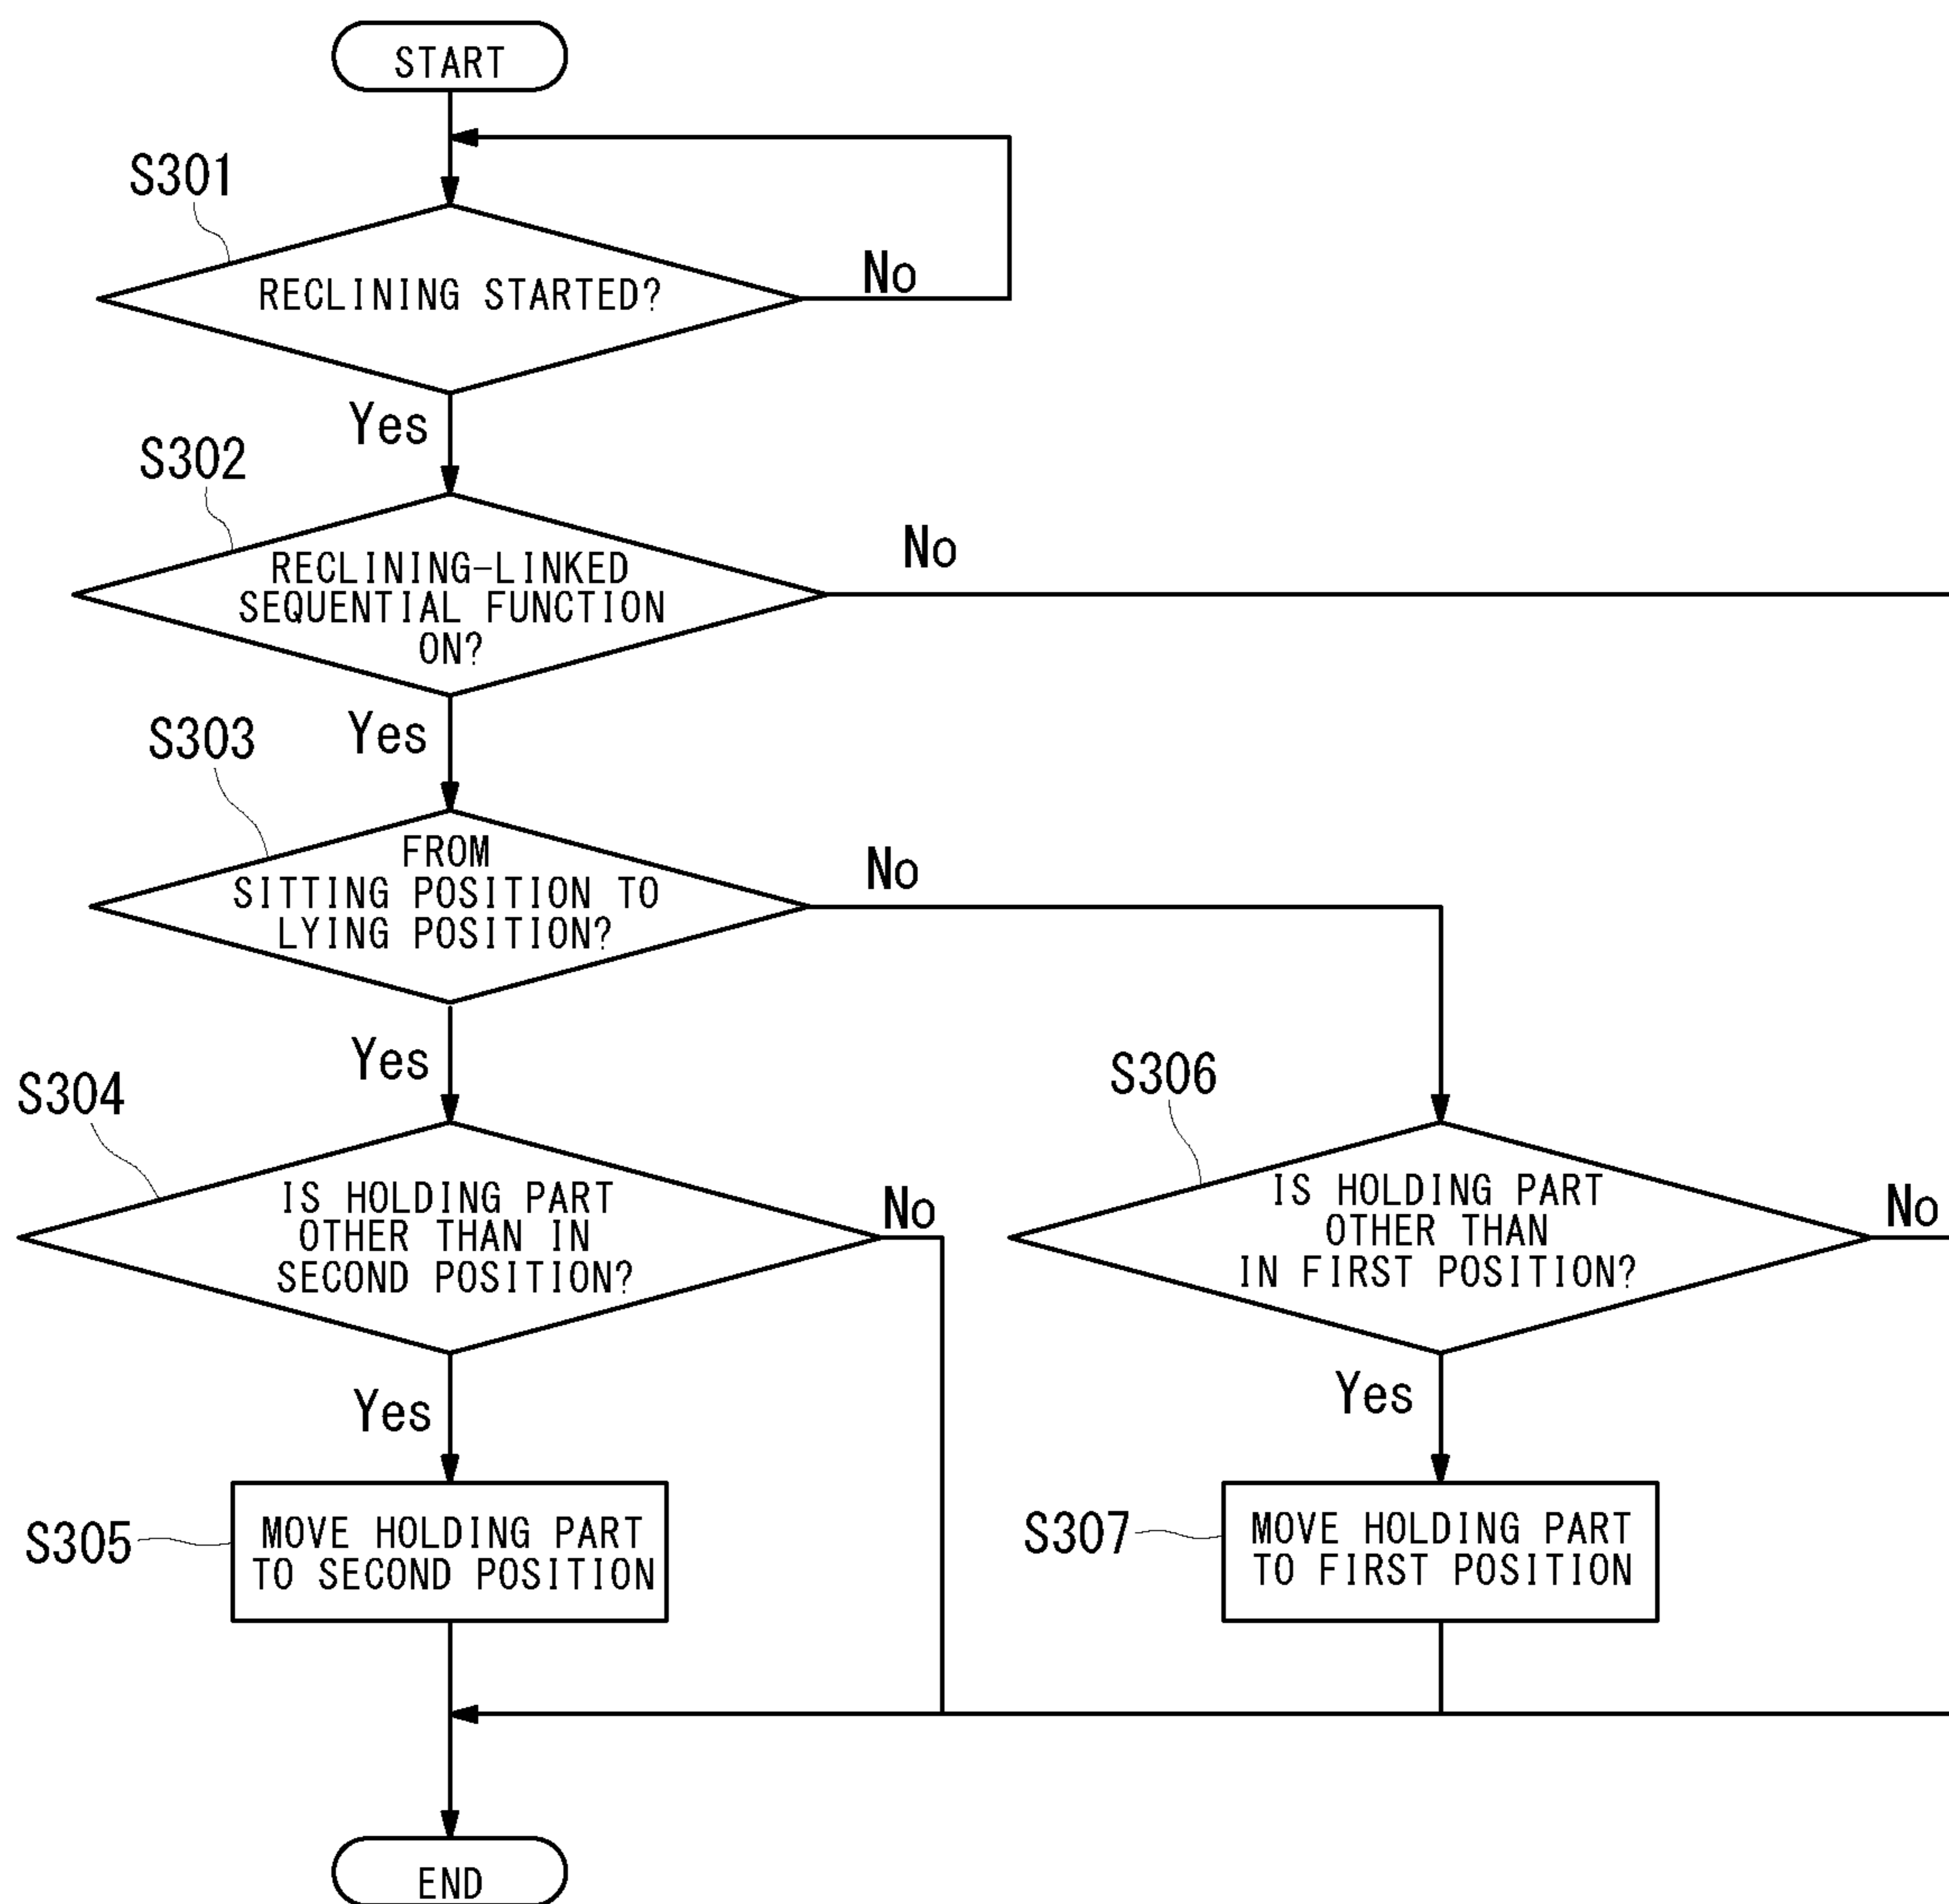 START
S301
RECLINING STARTED?
No
Yes
S302
RECLINING-LINKED
SEQUENTIAL FUNCTION
ON?
No
Yes
S303
FROM
SITTING POSITION TO
LYING POSITION?
No
Yes
S304
IS HOLDING PART
OTHER THAN IN
SECOND POSITION?
No
Yes
S305
MOVE HOLDING PART
TO SECOND POSITION
S306
IS HOLDING PART
OTHER THAN
IN FIRST POSITION?
No
Yes
S307
MOVE HOLDING PART
TO FIRST POSITION
END